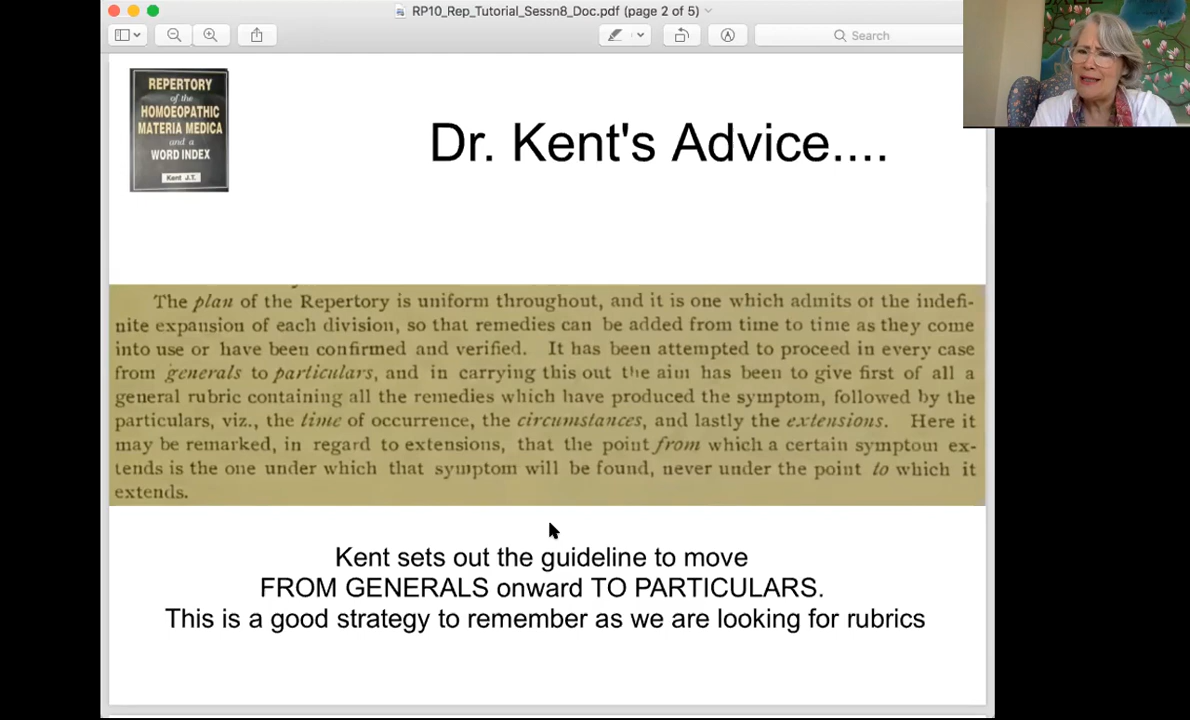 RP10_Rep_Tutorial_Sessn8_Doc.pdf (page 2 of 5)
Search
REPERTORY
of the
HOMOEOPATHIC
MATERIA MEDICA
and a
WORD INDEX
Kent J.T.
Dr. Kent's Advice....
The plan of the Repertory is uniform throughout, and it is one which admits of the indefi-
nite expansion of each division, so that remedies can be added from time to time as they come
into use or have been confirmed and verified. It has been attempted to proceed in every case
from generals to particulars, and in carrying this out the aim has been to give first of all a
general rubric containing all the remedies which have produced the symptom, followed by the
particulars, viz., the time of occurrence, the circumstances, and lastly the extensions. Here it
may be remarked, in regard to extensions, that the point from which a certain symptom ex-
tends is the one under which that symptom will be found, never under the point to which it
extends.
Kent sets out the guideline to move
FROM GENERALS onward TO PARTICULARS.
This is a good strategy to remember as we are looking for rubrics